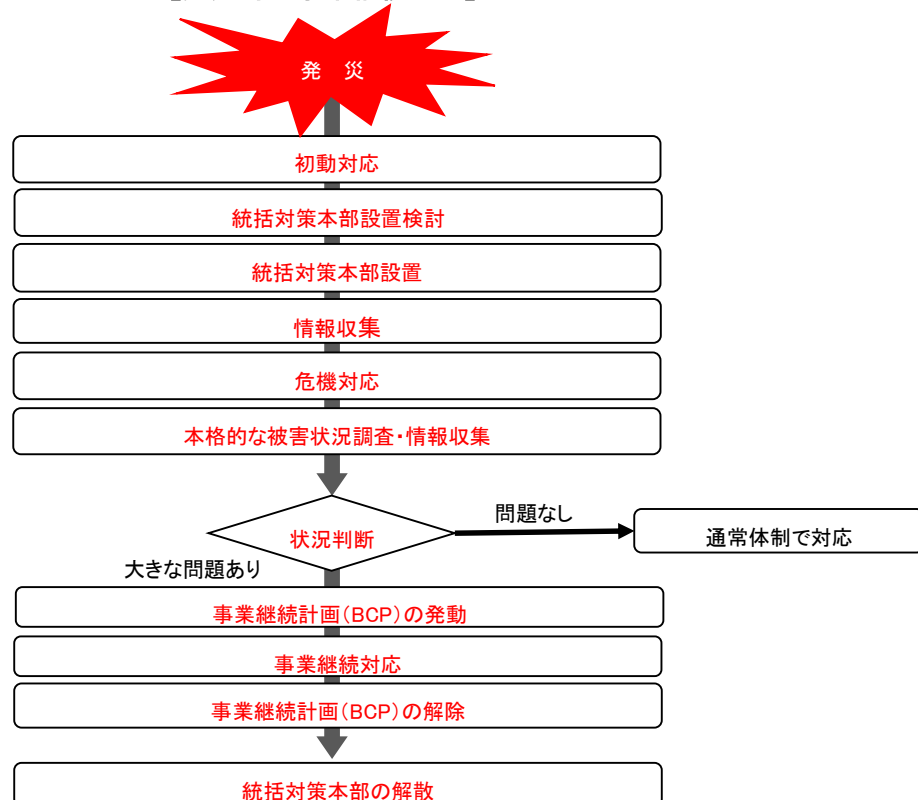 発 災
初動対応
統括対策本部設置検討
統括対策本部設置
情報収集
危機対応
本格的な被害状況調査・情報収集
状況判断
問題なし
通常体制で対応
大きな問題あり
事業継続計画(BCP)の発動
事業継続対応
事業継続計画(BCP)の解除
統括対策本部の解散